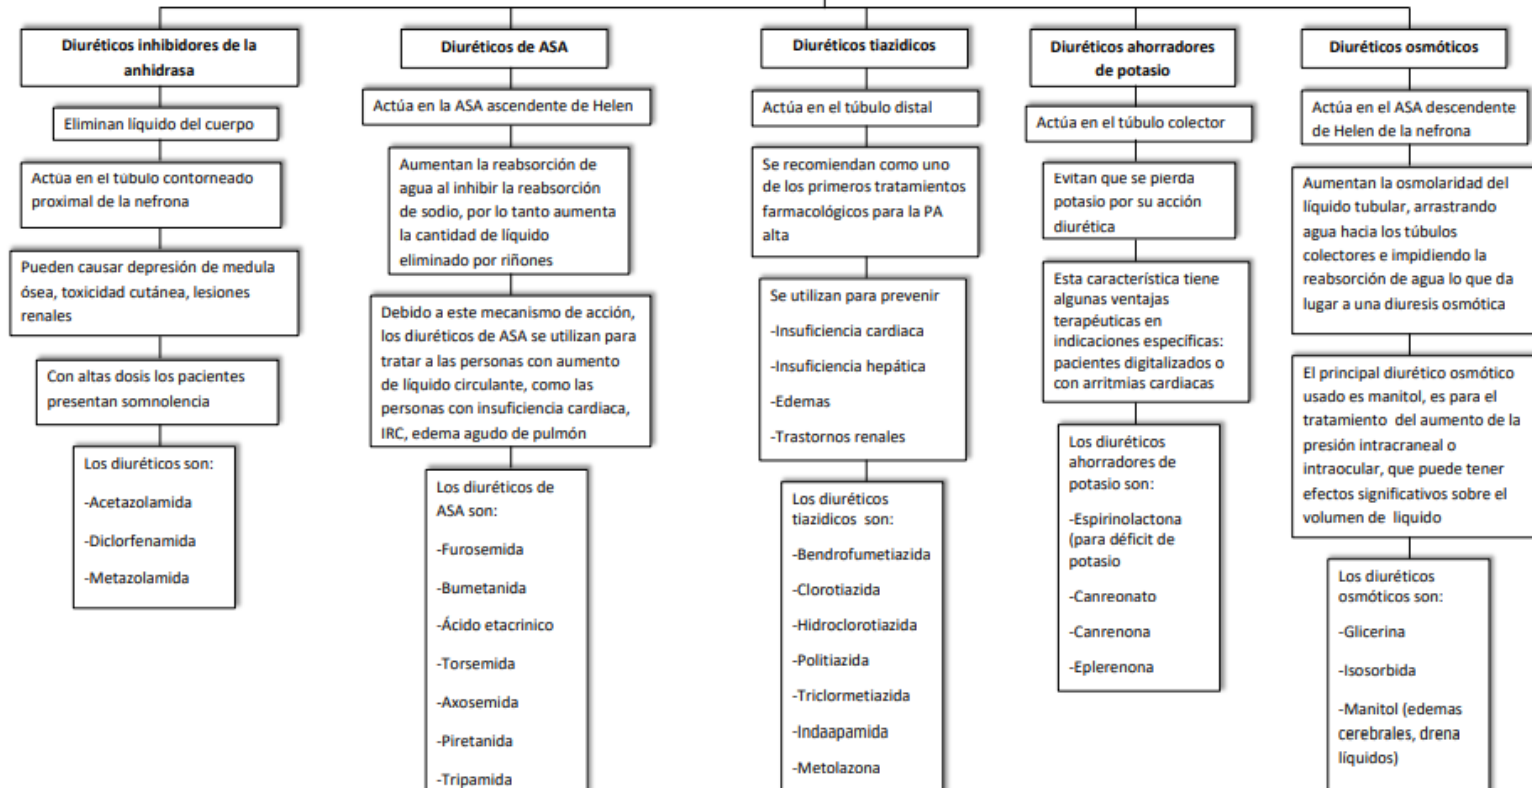 Diuréticos inhibidores de la
anhidrasa
Eliminan líquido del cuerpo
Actúa en el túbulo contorneado
proximal de la nefrona
Pueden causar depresión de medula
ósea, toxicidad cutánea, lesiones
renales
Con altas dosis los pacientes
presentan somnolencia
Los diuréticos son:
-Acetazolamida
-Diclorfenamida
-Metazolamida
Diuréticos de ASA
Actúa en la ASA ascendente de Helen
Aumentan la reabsorción de
agua al inhibir la reabsorción
de sodio, por lo tanto aumenta
la cantidad de líquido
eliminado por riñones
Debido a este mecanismo de acción,
los diuréticos de ASA se utilizan para
tratar a las personas con aumento
de líquido circulante, como las
personas con insuficiencia cardiaca,
IRC, edema agudo de pulmón
Los diuréticos de
ASA son:
-Furosemida
-Bumetanida
-Ácido etacrinico
-Torsemida
-Axosemida
-Piretanida
-Tripamida
Diuréticos tiazidicos
Actúa en el túbulo distal
Se recomiendan como uno
de los primeros tratamientos
farmacológicos para la PA
alta
Se utilizan para prevenir
-Insuficiencia cardiaca
-Insuficiencia hepática
-Edemas
-Trastornos renales
Los diuréticos
tiazidicos son:
-Bendrofumetiazida
-Clorotiazida
-Hidroclorotiazida
-Politiazida
-Triclormetiazida
-Indaapamida
-Metolazona
Diuréticos ahorradores
de potasio
Actúa en el túbulo colector
Evitan que se pierda
potasio por su acción
diurética
Esta característica tiene
algunas ventajas
terapéuticas en
indicaciones específicas:
pacientes digitalizados o
con arritmias cardiacas
Los diuréticos
ahorradores de
potasio son:
-Espirinolactona
(para déficit de
potasio
-Canreonato
-Canrenona
-Eplerenona
Diuréticos osmóticos
Actúa en el ASA descendente
de Helen de la nefrona
Aumentan la osmolaridad del
líquido tubular, arrastrando
agua hacia los túbulos
colectores e impidiendo la
reabsorción de agua lo que da
lugar a una diuresis osmótica
El principal diurético osmótico
usado es manitol, es para el
tratamiento del aumento de la
presión intracraneal o
intraocular, que puede tener
efectos significativos sobre el
volumen de liquido
Los diuréticos
osmóticos son:
-Glicerina
-Isosorbida
-Manitol (edemas
cerebrales, drena
líquidos)